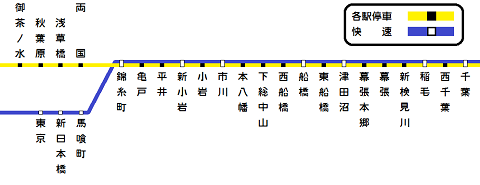 各駅停車
快速
御茶ノ水
秋葉原
浅草橋
両国
錦糸町
亀戸
平井
新小岩
小岩
市川
本八幡
下総中山
西船橋
船橋
東船橋
津田沼
幕張本郷
幕張
新検見川
稲毛
西千葉
千葉
東京
新日本橋
馬喰町